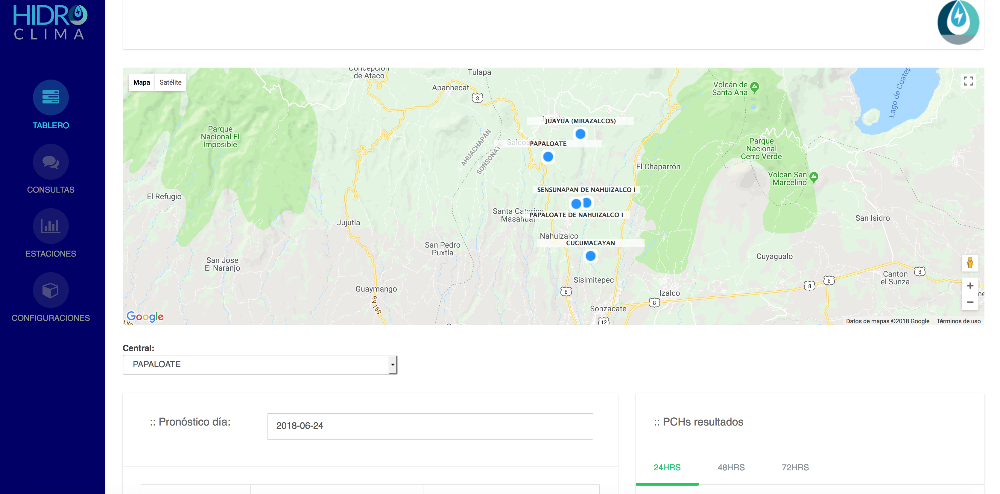 HIDRO
CLIMA
TABLERO
CONSULTAS
ESTACIONES
CONFIGURACIONES
Mapa
Satélite
Concepción
de Ataco
Tulapa
Apanhecat
8
Volcán de
Santa Ana
Lago de Coatep
Parque
Nacional El
Imposible
JUAYUA (MIRAZALCOS)
AHUACHAPÁN
SONSONATE
PAPALOATE
Parque
Nacional
Cerro Verde
El Chaparrón
Volcan San
Marcelino
El Refugio
SENSUNAPAN DE NAHUIZALCO I
Santa Catarina
Masahuat
PAPALOATE DE NAHUIZALCO I
San Isidro
Jujutla
Nahuizalco
CUCUMACAYAN
San Pedro
Puxtla
Cuyagualo
San Jose
El Naranjo
Sisimitepec
8
8
8
Canton
el Sunza
8
Guaymango
RN 15S
Izalco
8
Sonzacate
12
Google
Datos de mapas ©2018 Google
Términos de uso
Central:
PAPALOATE
:: Pronóstico día:
2018-06-24
:: PCHs resultados
24HRS
48HRS
72HRS